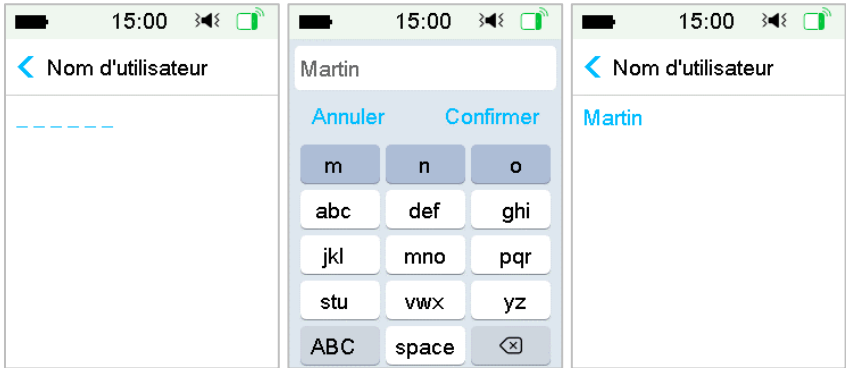 15:00
Nom d'utilisateur
_ _ _ _ _ _
15:00
Martin
Annuler Confirmer
m n o
abc def ghi
jkl mno pqr
stu vwx yz
ABC space
15:00
Nom d'utilisateur
Martin